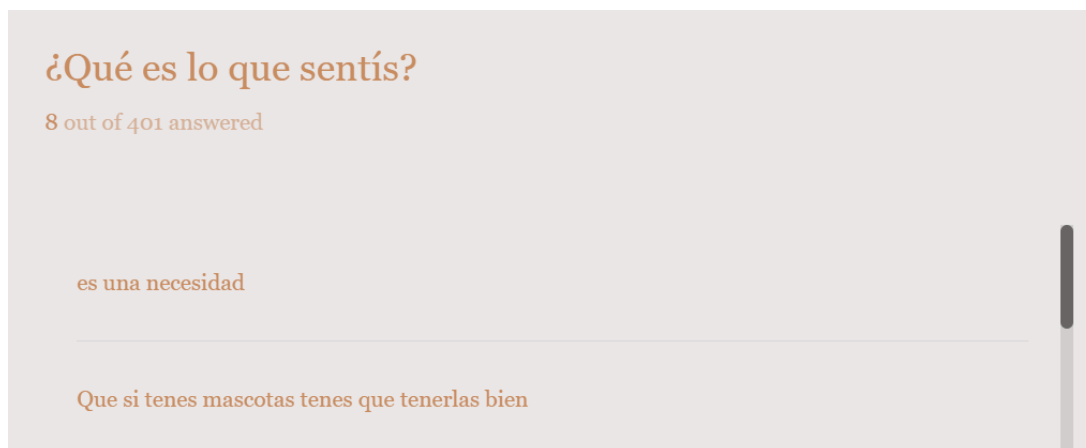 ¿Qué es lo que sentís?
8 out of 401 answered
es una necesidad
Que si tenes mascotas tenes que tenerlas bien